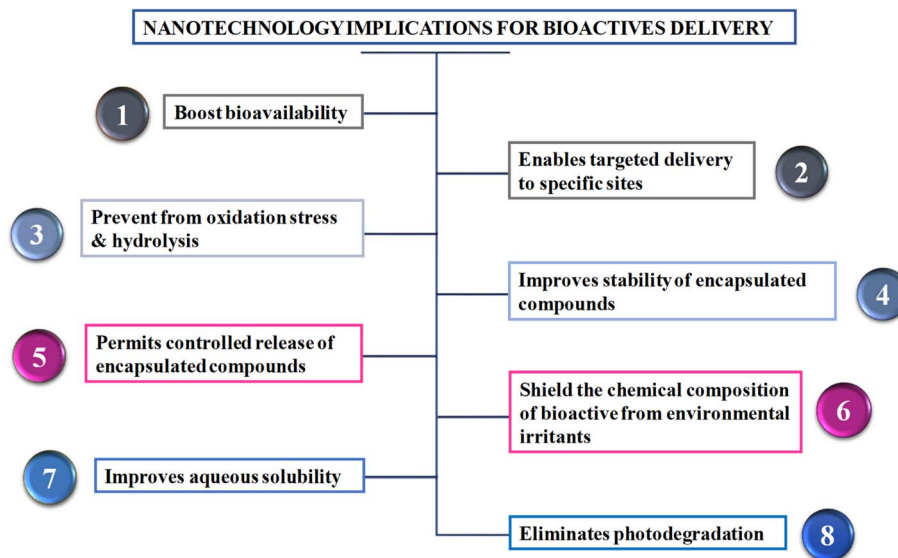 NANOTECHNOLOGY IMPLICATIONS FOR BIOACTIVES DELIVERY
1
Boost bioavailability
Enables targeted delivery
to specific sites
2
3
Prevent from oxidation stress
& hydrolysis
Improves stability of encapsulated
compounds
4
5
Permits controlled release of
encapsulated compounds
Shield the chemical composition
of bioactive from environmental
irritants
6
7
Improves aqueous solubility
Eliminates photodegradation
8